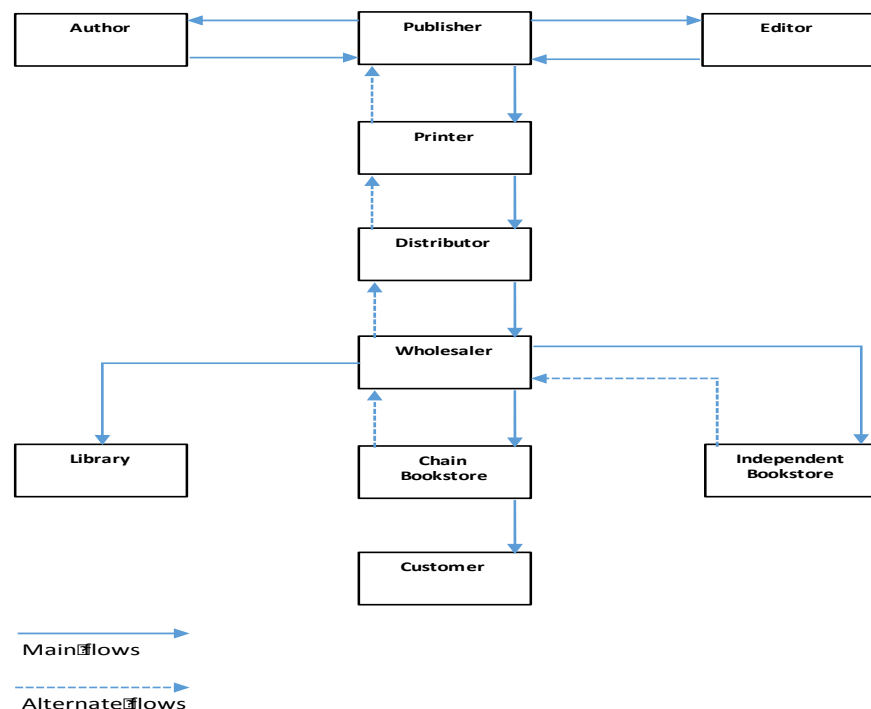 Author
Publisher
Editor
Printer
Distributor
Wholesaler
Library
Chain
Bookstore
Independent
Bookstore
Customer
Main flows
Alternate flows